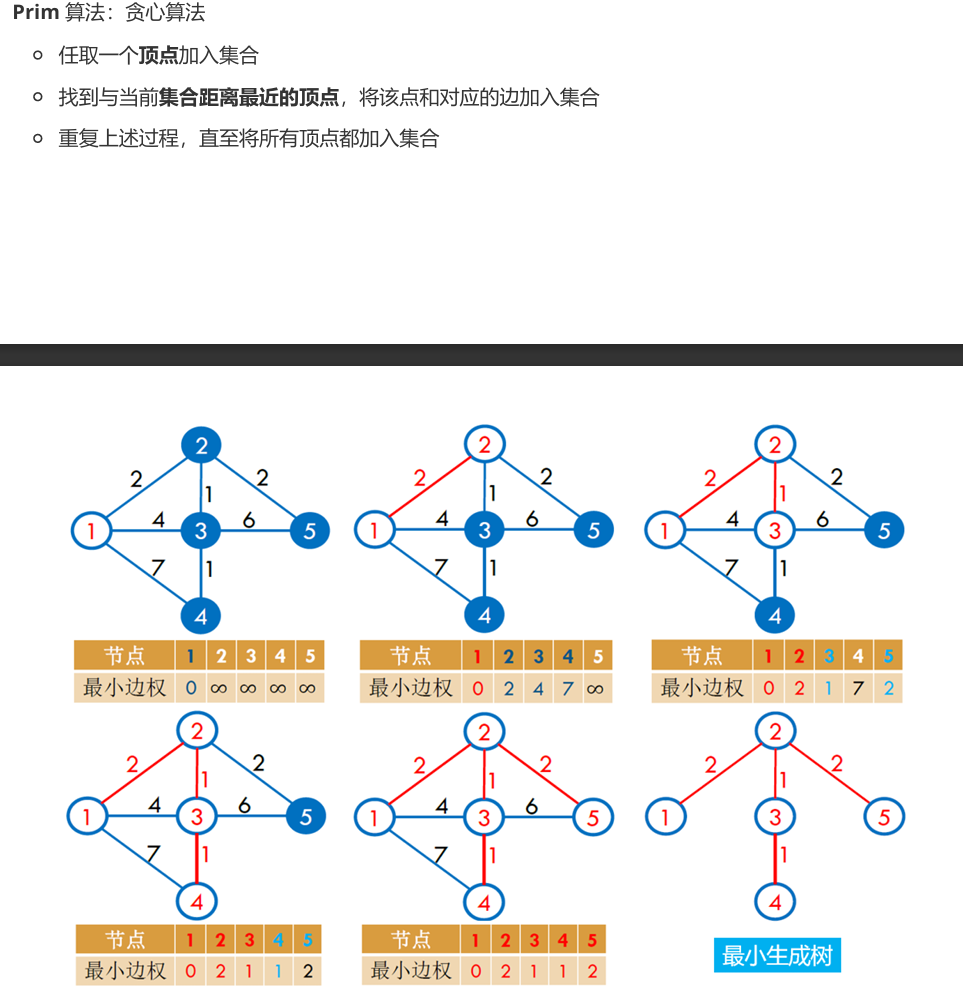 Prim 算法：贪心算法
任取一个顶点加入集合
找到与当前集合距离最近的顶点，将该点和对应的边加入集合
重复上述过程，直至将所有顶点都加入集合
2
2 2
1
1 4 3 6 5
7 1
4
节点 1 2 3 4 5
最小边权 0 ∞ ∞ ∞ ∞
2
2 2
1
1 4 3 6 5
7 1
4
节点 1 2 3 4 5
最小边权 0 2 4 7 ∞
2
2 2
1
1 4 3 6 5
7 1
4
节点 1 2 3 4 5
最小边权 0 2 1 7 2
2
2 2
1
1 4 3 6 5
7 1
4
节点 1 2 3 4 5
最小边权 0 2 1 1 2
2
2 2
1
1 4 3 6 5
7 1
4
节点 1 2 3 4 5
最小边权 0 2 1 1 2
2
2 2
1
1 3 5
1
4
最小生成树